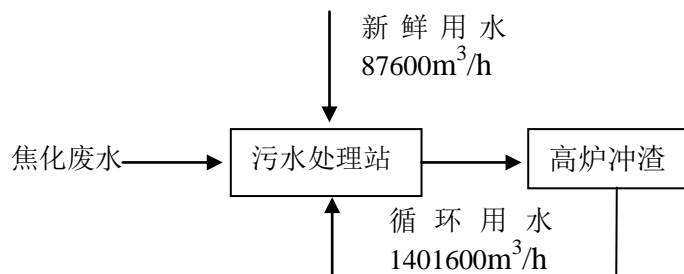 新鲜用水
87600m³/h
焦化废水
污水处理站
高炉冲渣
循环用水
1401600m³/h